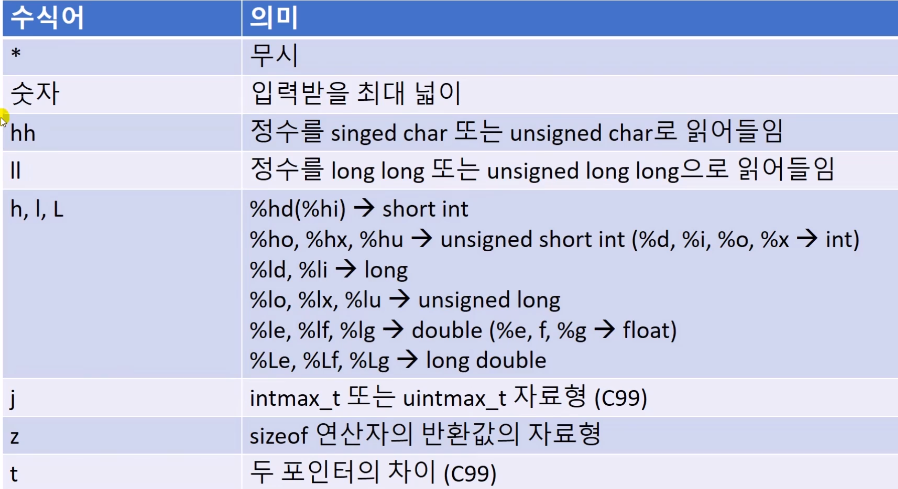 수식어 의미
* 무시
숫자 입력받을 최대 넓이
hh 정수를 singed char 또는 unsigned char로 읽어들임
ll 정수를 long long 또는 unsigned long long으로 읽어들임
h, l, L %hd(%hi) → short int
%ho, %hx, %hu → unsigned short int (%d, %i, %o, %x → int)
%ld, %li → long
%lo, %lx, %lu → unsigned long
%le, %lf, %lg → double (%e, f, %g → float)
%Le, %Lf, %Lg → long double
j intmax_t 또는 uintmax_t 자료형 (C99)
z sizeof 연산자의 반환값의 자료형
t 두 포인터의 차이 (C99)